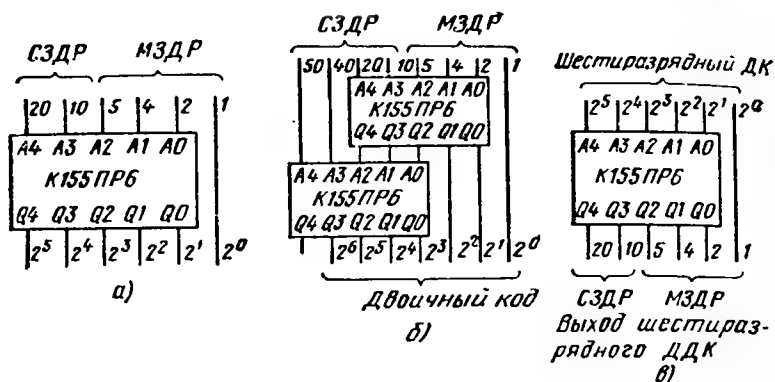 СЗДР МЗДР
20 10 5 4 2 1
A4 A3 A2 A1 A0
К155ПР6
Q4 Q3 Q2 Q1 Q0
2⁵ 2⁴ 2³ 2² 2¹ 2⁰
а)
СЗДР МЗДР
50 40 20 10 5 4 2 1
A4 A3 A2 A1 A0
К155ПР6
Q4 Q3 Q2 Q1 Q0
A4 A3 A2 A1 A0
К155ПР6
Q4 Q3 Q2 Q1 Q0
2⁶ 2⁵ 2⁴ 2³ 2² 2¹ 2⁰
Двоичный код
б)
Шестиразрядный ДК
2⁵ 2⁴ 2³ 2² 2¹ 2⁰
A4 A3 A2 A1 A0
К155ПР6
Q4 Q3 Q2 Q1 Q0
20 10 5 4 2 1
СЗДР МЗДР
Выход шестираз-
рядного ДДК
в)